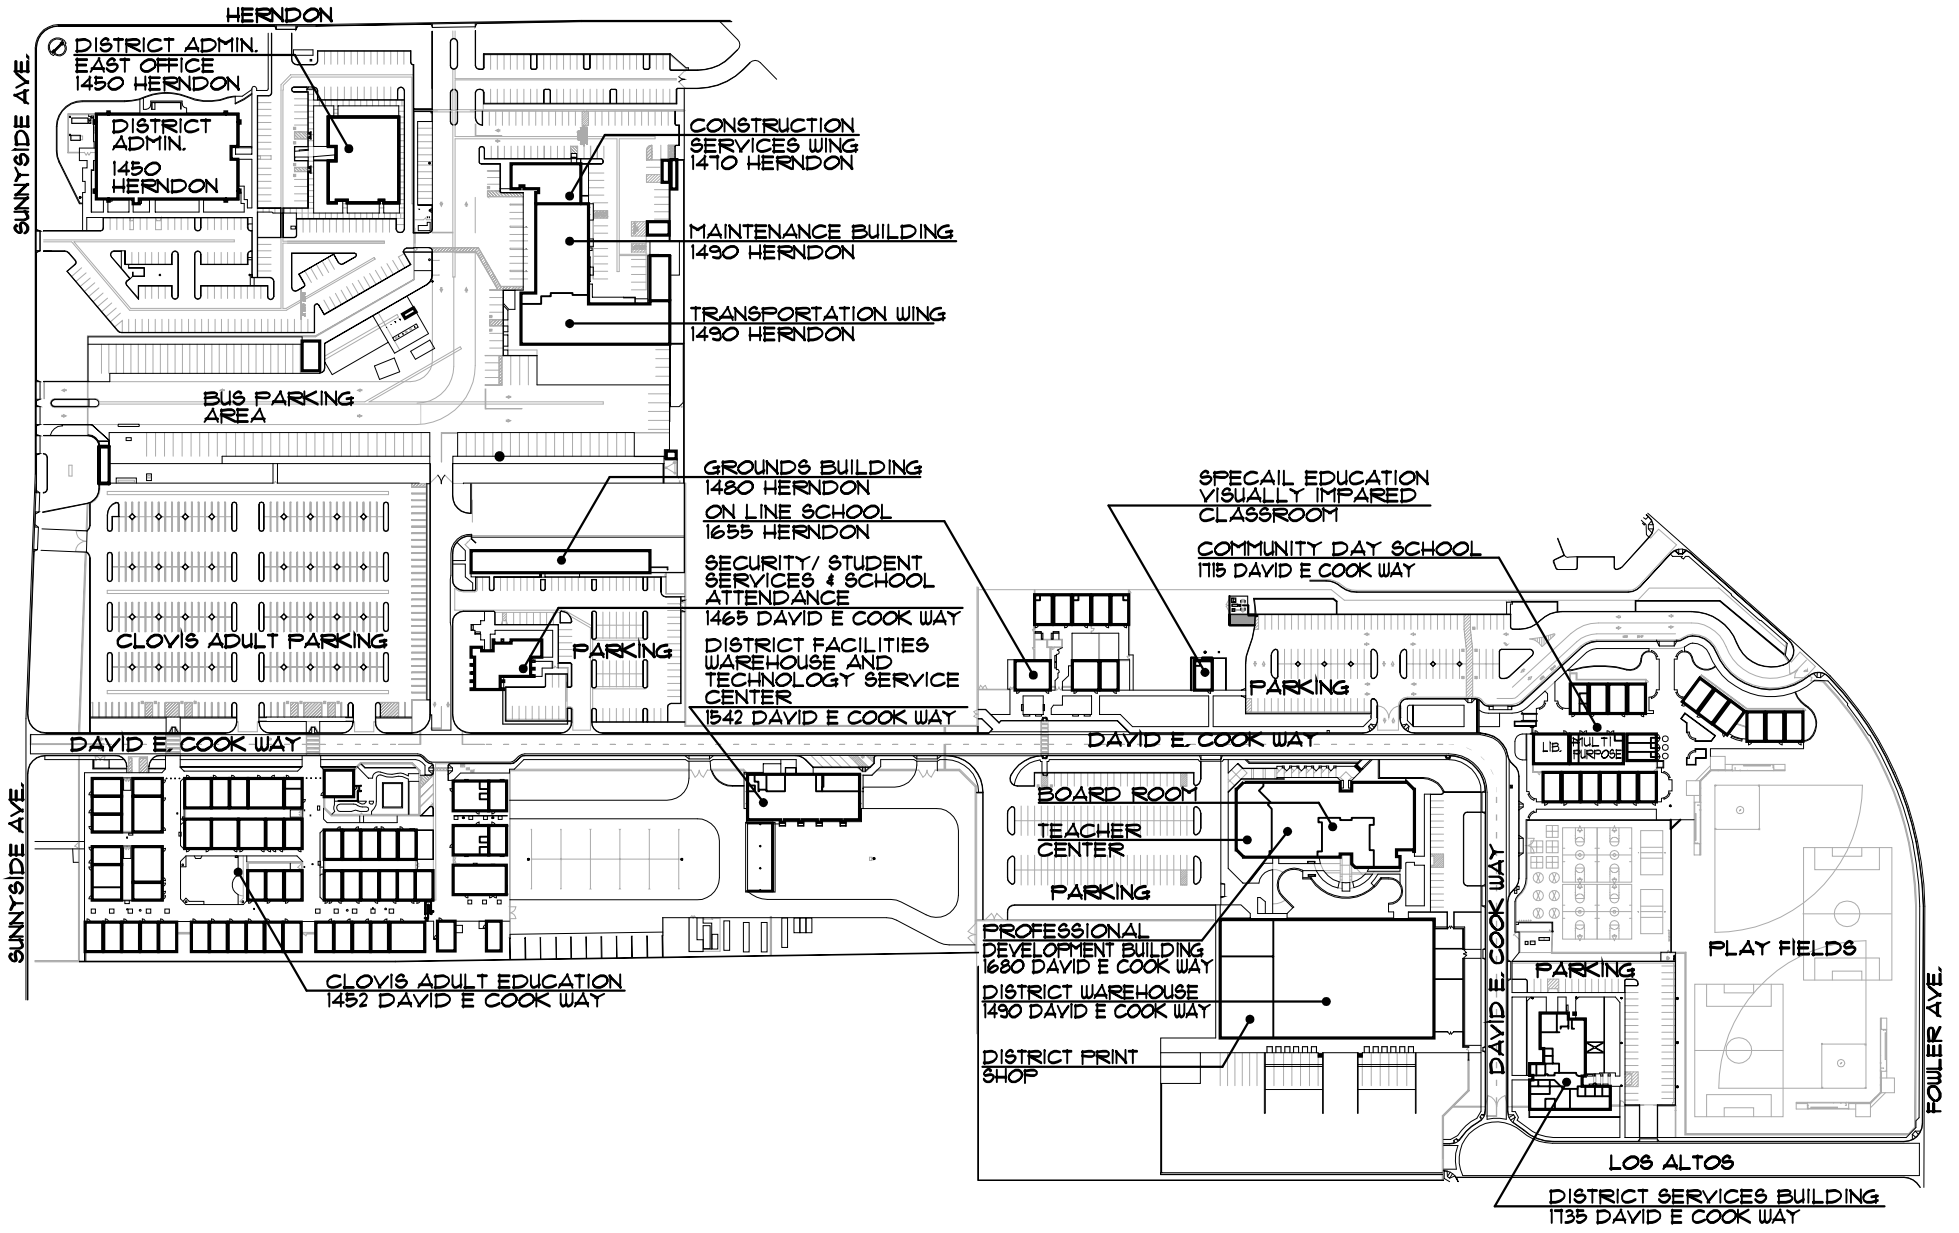 HERNDON
SUNNYSIDE AVE.
DISTRICT ADMIN.
EAST OFFICE
1450 HERNDON
DISTRICT
ADMIN.
1450
HERNDON
CONSTRUCTION
SERVICES WING
1470 HERNDON
MAINTENANCE BUILDING
1490 HERNDON
TRANSPORTATION WING
1490 HERNDON
BUS PARKING
AREA
GROUNDS BUILDING
1480 HERNDON
ON LINE SCHOOL
1655 HERNDON
SECURITY/ STUDENT
SERVICES & SCHOOL
ATTENDANCE
1465 DAVID E COOK WAY
DISTRICT FACILITIES
WAREHOUSE AND
TECHNOLOGY SERVICE
CENTER
1542 DAVID E COOK WAY
SPECAIL EDUCATION
VISUALLY IMPARED
CLASSROOM
COMMUNITY DAY SCHOOL
1715 DAVID E COOK WAY
CLOVIS ADULT PARKING
PARKING
PARKING
DAVID E. COOK WAY
DAVID E. COOK WAY
LIB.
MULTI
PURPOSE
SUNNYSIDE AVE.
BOARD ROOM
TEACHER
CENTER
PARKING
PROFESSIONAL
DEVELOPMENT BUILDING
1680 DAVID E COOK WAY
DISTRICT WAREHOUSE
1490 DAVID E COOK WAY
DISTRICT PRINT
SHOP
DAVID E. COOK WAY
CLOVIS ADULT EDUCATION
1452 DAVID E COOK WAY
PLAY FIELDS
PARKING
FOWLER AVE.
LOS ALTOS
DISTRICT SERVICES BUILDING
1735 DAVID E COOK WAY